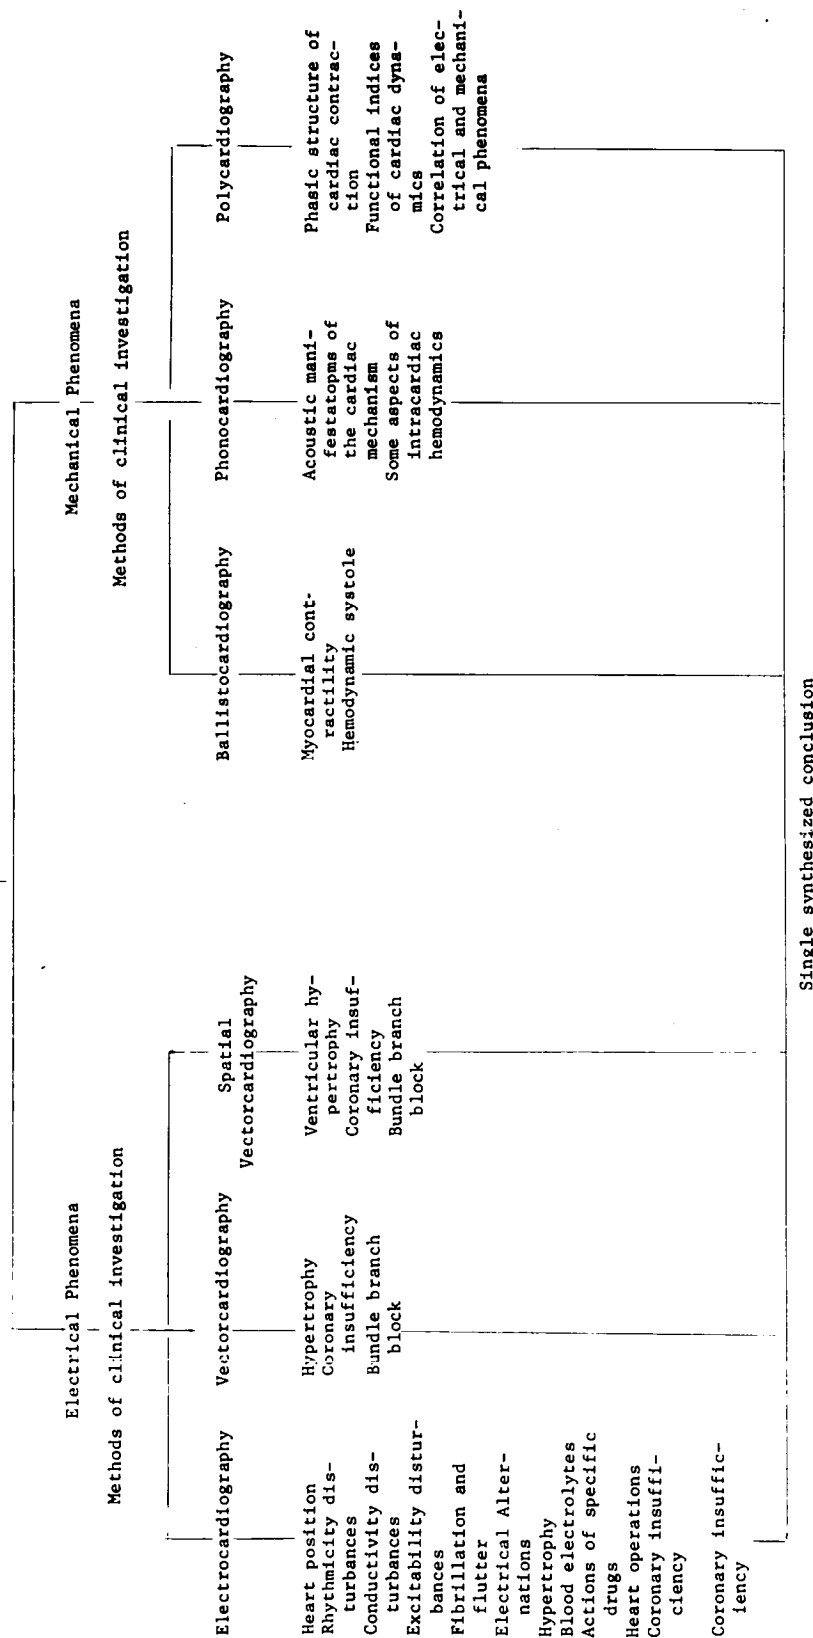 Electrical Phenomena
Methods of clinical investigation
Electrocardiography
Heart position
Rhythmicity dis-
turbances
Conductivity dis-
turbances
Excitability distur-
bances
Fibrillation and
flutter
Electrical Alter-
nations
Hypertrophy
Blood electrolytes
Actions of specific
drugs
Heart operations
Coronary insuffi-
ciency
Coronary insuffic-
iency
Vectorcardiography
Hypertrophy
Coronary
insufficiency
Bundle branch
block
Spatial
Vectorcardiography
Ventricular hy-
pertrophy
Coronary insuf-
ficiency
Bundle branch
block
Mechanical Phenomena
Methods of clinical investigation
Ballistocardiography
Myocardial cont-
ractility
Hemodynamic systole
Phonocardiography
Acoustic mani-
festatopms of
the cardiac
mechanism
Some aspects of
intracardiac
hemodynamics
Polycardiography
Phasic structure of
cardiac contrac-
tion
Functional indices
of cardiac dyna-
mics
Correlation of elec-
trical and mechani-
cal phenomena
Single synthesized conclusion